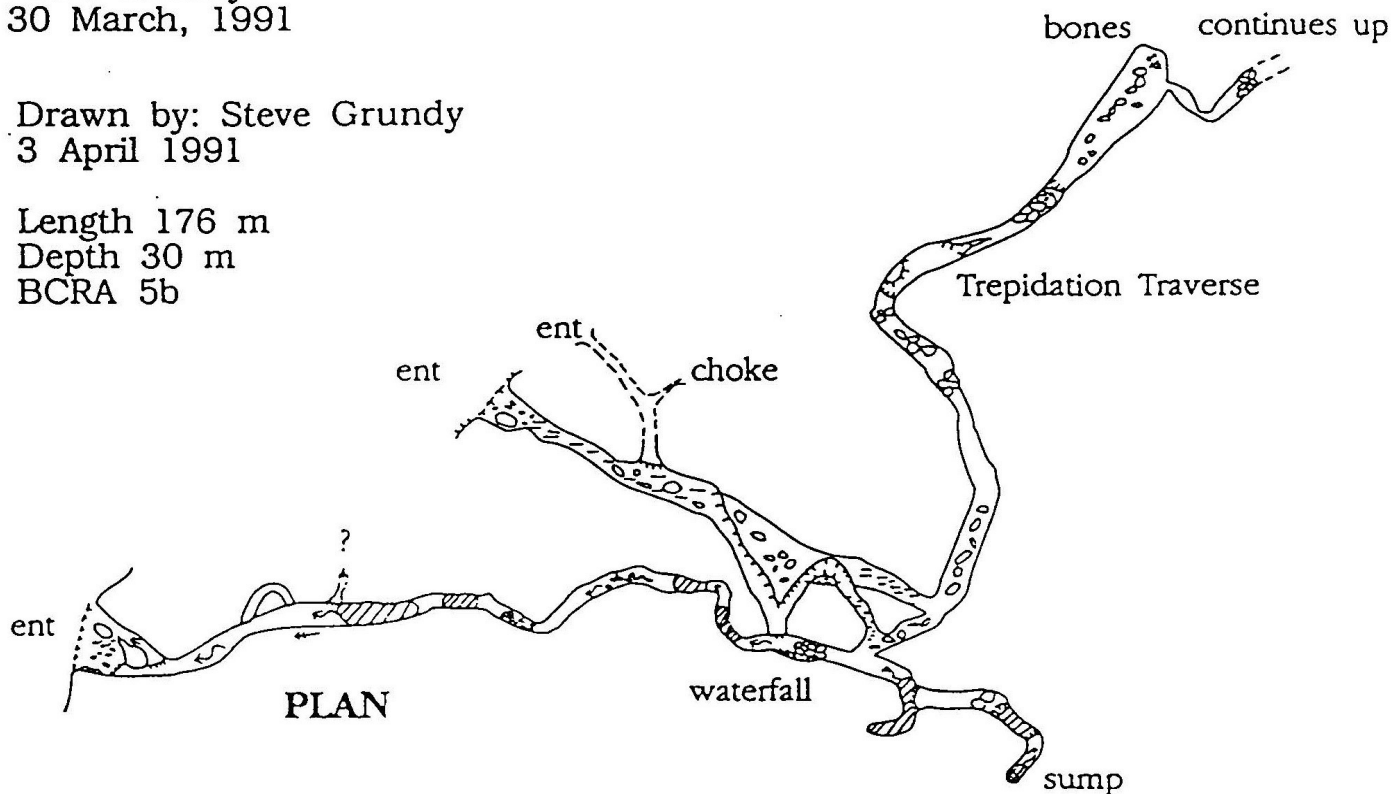 30 March, 1991
Drawn by: Steve Grundy
3 April 1991
Length 176 m
Depth 30 m
BCRA 5b
bones
continues up
Trepidation Traverse
ent
choke
ent
?
ent
waterfall
PLAN
sump